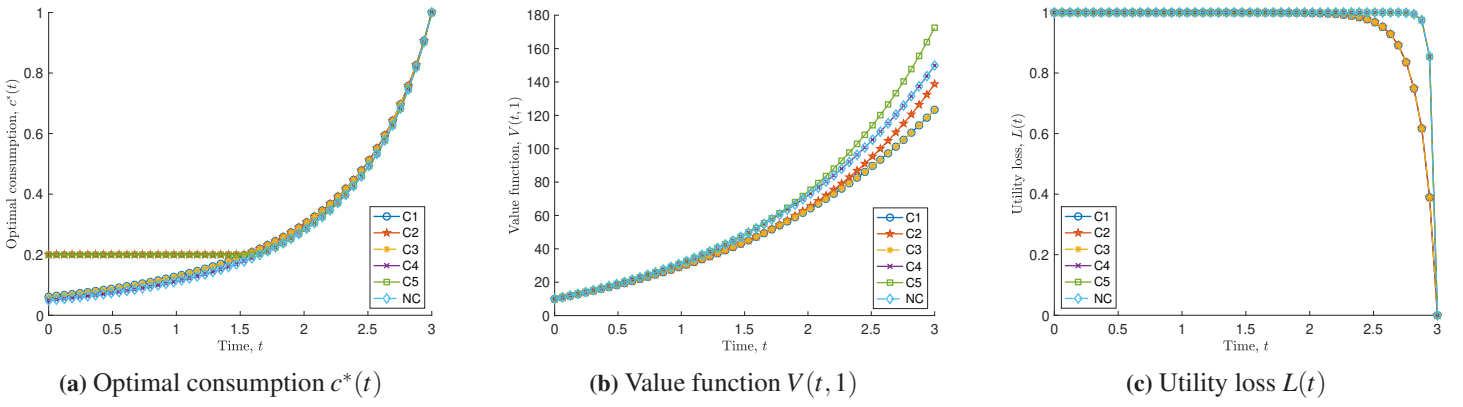 1
0.8
0.6
0.4
0.2
0
Optimal consumption, c*(t)
C1
C2
C3
C4
C5
NC
0 0.5 1 1.5 2 2.5 3
Time, t
(a) Optimal consumption c*(t)
180
160
140
120
100
80
60
40
20
0
Value function, V(t, 1)
C1
C2
C3
C4
C5
NC
0 0.5 1 1.5 2 2.5 3
Time, t
(b) Value function V(t, 1)
1
0.8
0.6
0.4
0.2
0
Utility loss, L(t)
C1
C2
C3
C4
C5
NC
0 0.5 1 1.5 2 2.5 3
Time, t
(c) Utility loss L(t)